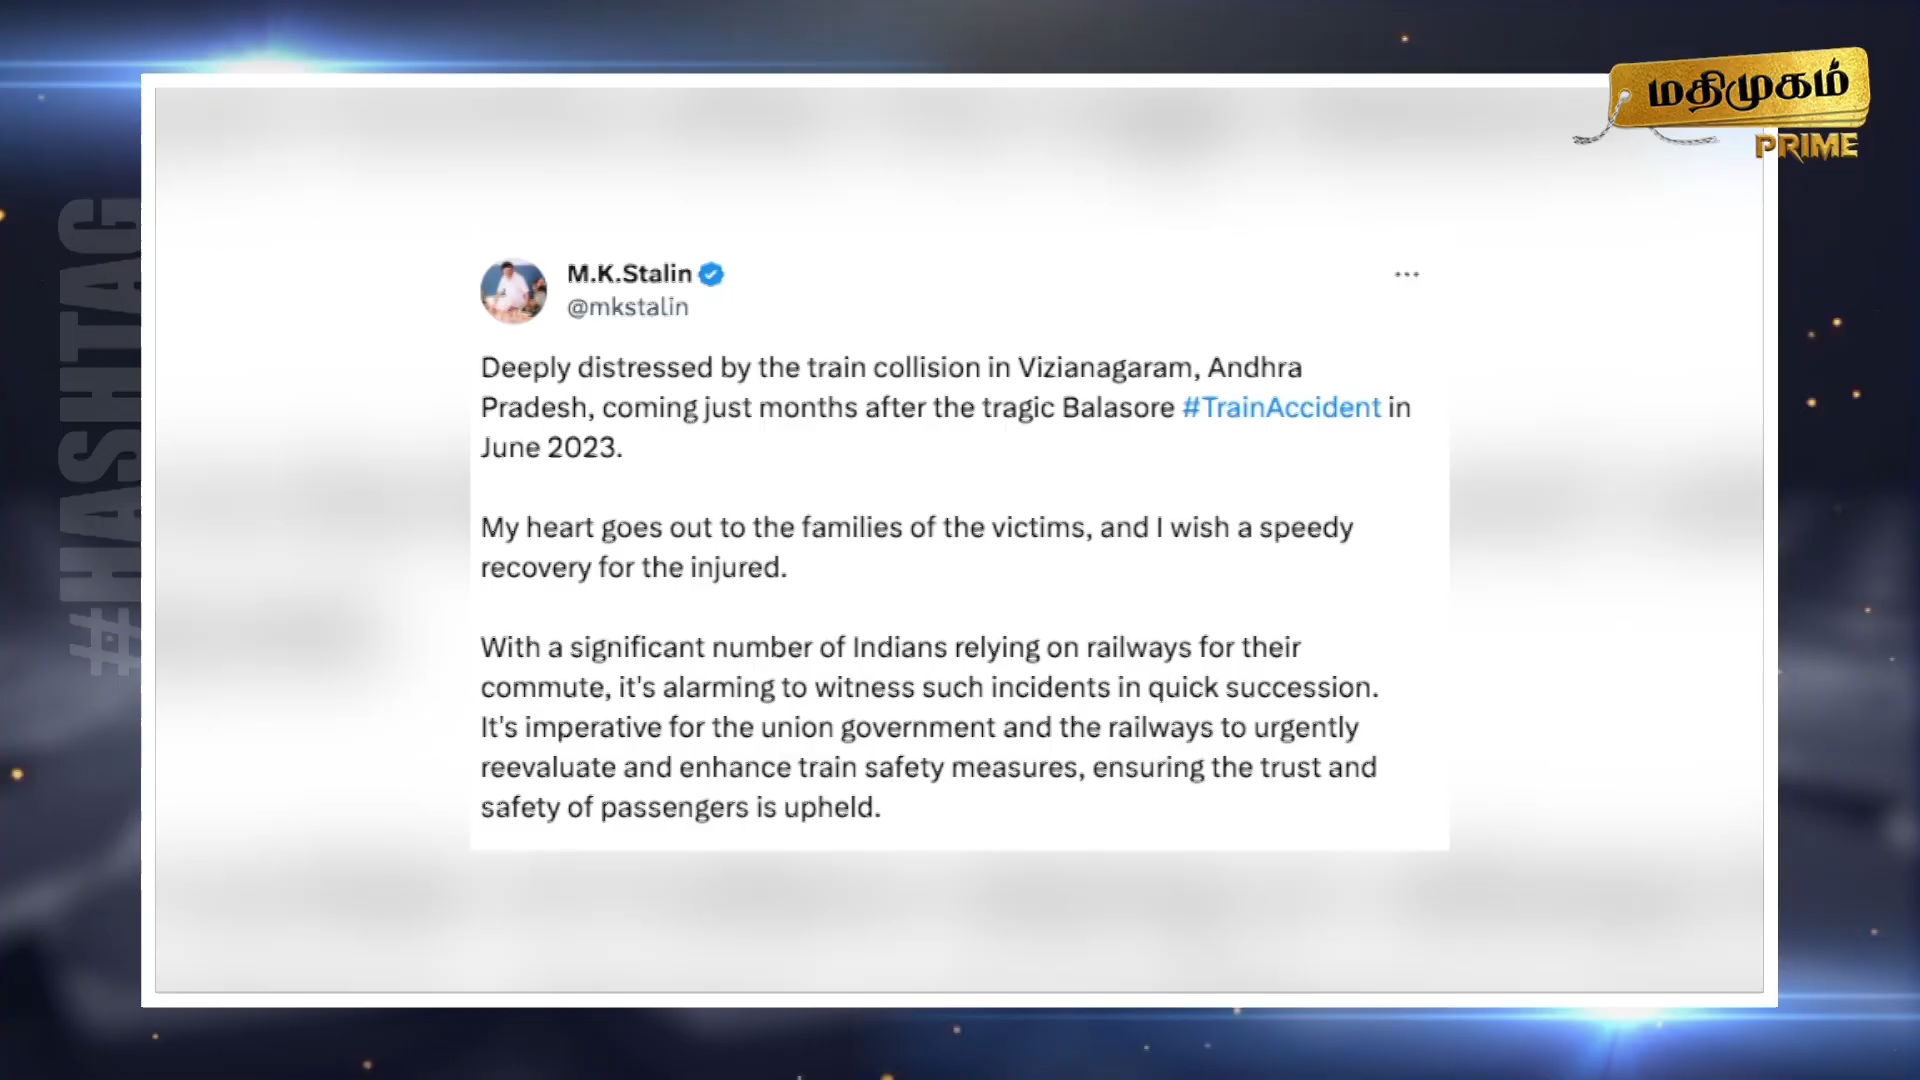 மதிமுகம்
PRIME
#HASHTAG
M.K.Stalin
@mkstalin
Deeply distressed by the train collision in Vizianagaram, Andhra
Pradesh, coming just months after the tragic Balasore #TrainAccident in
June 2023.
My heart goes out to the families of the victims, and I wish a speedy
recovery for the injured.
With a significant number of Indians relying on railways for their
commute, it's alarming to witness such incidents in quick succession.
It's imperative for the union government and the railways to urgently
reevaluate and enhance train safety measures, ensuring the trust and
safety of passengers is upheld.